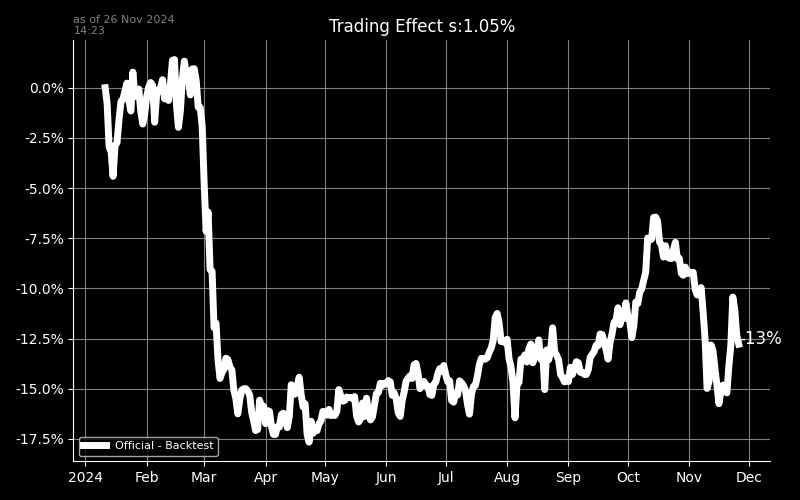 as of 26 Nov 2024
14:23
Trading Effect s:1.05%
0.0%
-2.5%
-5.0%
-7.5%
-10.0%
-12.5%
-15.0%
-17.5%
-13%
Official - Backtest
2024 Feb Mar Apr May Jun Jul Aug Sep Oct Nov Dec